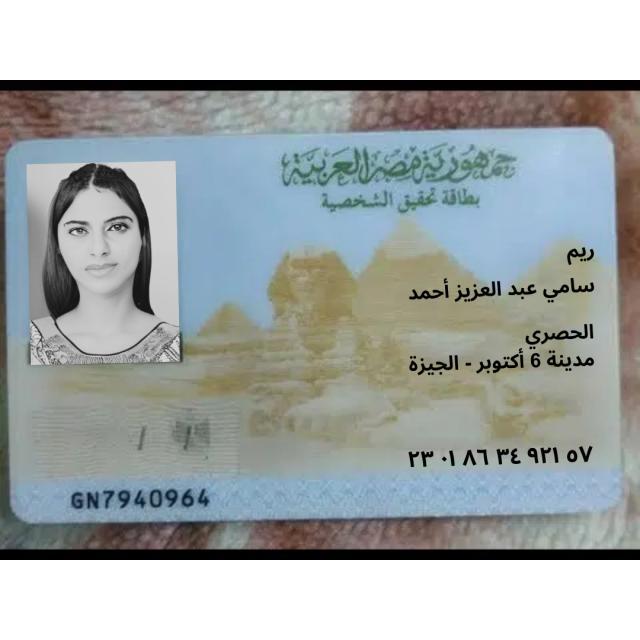 جمهورية مصر العربية
بطاقة تحقيق الشخصية
ريم
سامي عبد العزيز أحمد
الحصري
مدينة 6 أكتوبر - الجيزة
٢٣ ٠١ ٨٦ ٣٤ ٩٢١ ٥٧
GN7940964